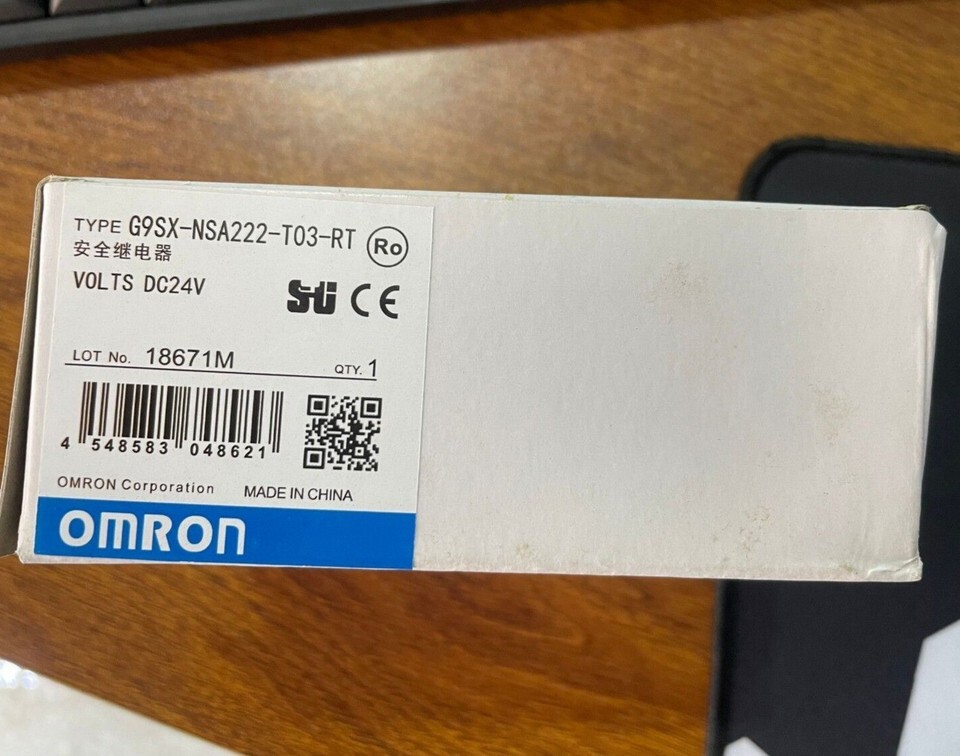 TYPE G9SX-NSA222-T03-RT Ro
安全继电器
VOLTS DC24V
Sti CE
LOT No. 18671M QTY. 1
4 548583 048621
OMRON Corporation MADE IN CHINA
OMRON